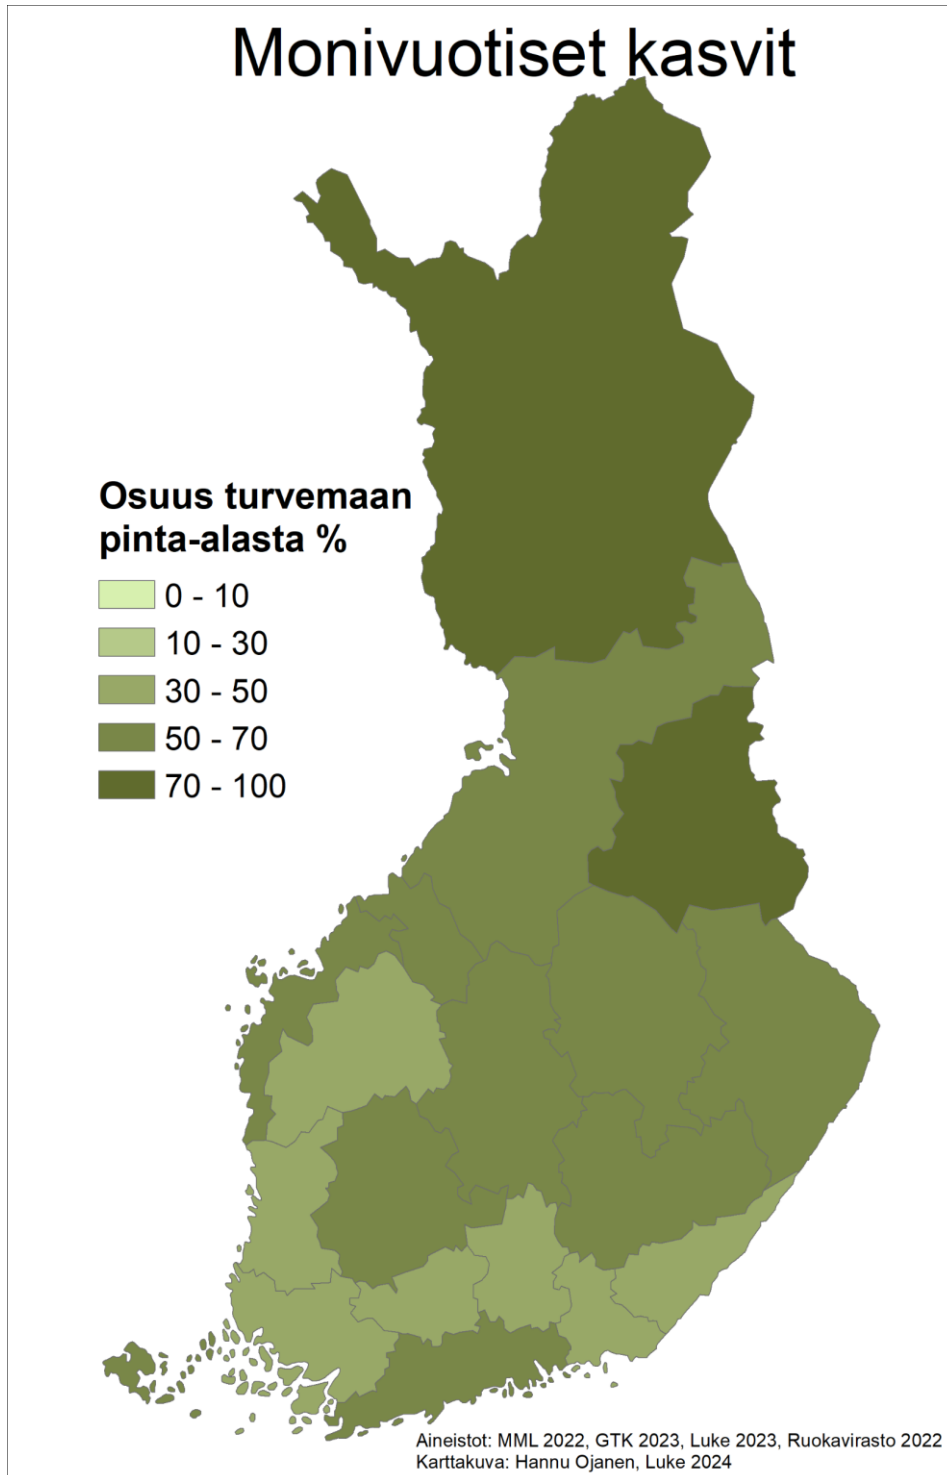 Monivuotiset kasvit
Osuus turvemaan
pinta-alasta %
0 - 10
10 - 30
30 - 50
50 - 70
70 - 100
Aineistot: MML 2022, GTK 2023, Luke 2023, Ruokavirasto 2022
Karttakuva: Hannu Ojanen, Luke 2024